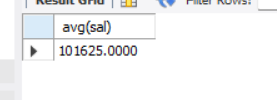 Result Grid Filter Rows:
avg(sal)
101625.0000